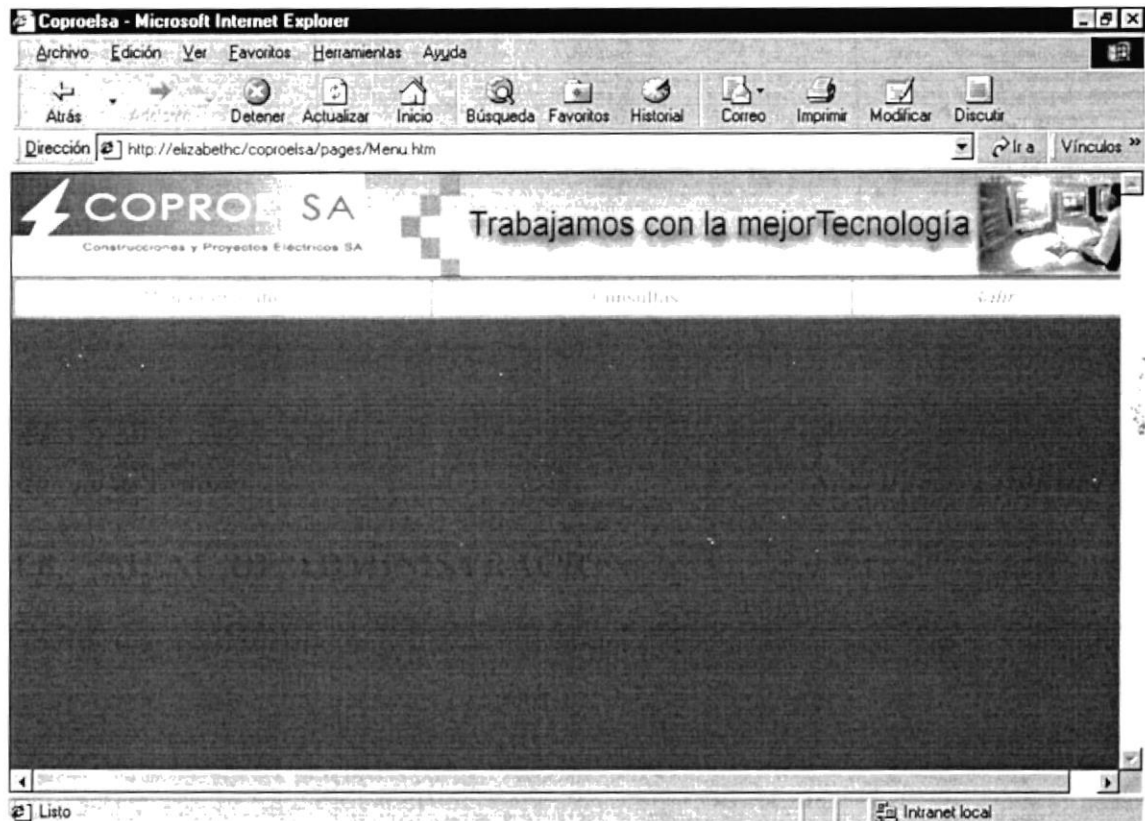 Coproelsa - Microsoft Internet Explorer
Archivo Edición Ver Favoritos Herramientas Ayuda
Atrás Detener Actualizar Inicio Búsqueda Favoritos Historial Correo Imprimir Modificar Discutir
Dirección http://elizabethc/coproelsa/pages/Menu.htm Ir a Vínculos »
COPROE SA Trabajamos con la mejorTecnología
Construcciones y Proyectos Eléctricos SA
Consultas Salir
Listo Intranet local